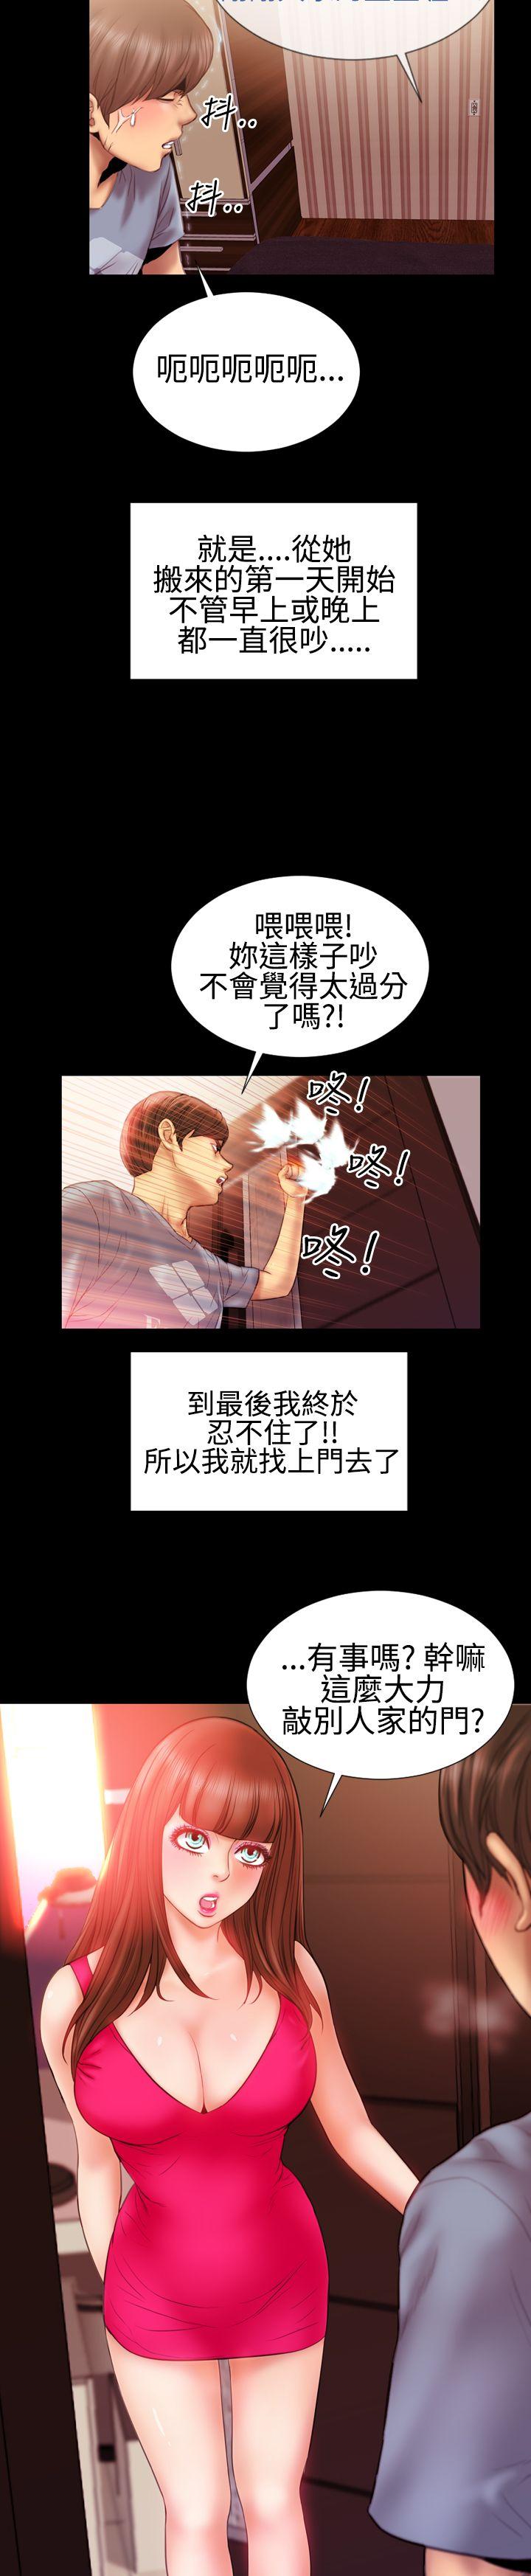 抖..
抖..
呃呃呃呃呃...
就是....從她
搬來的第一天開始
不管早上或晚上
都一直很吵.....
喂喂喂!
妳這樣子吵
不會覺得太過分
了嗎?!
咚!
咚!
咚!
到最後我終於
忍不住了!!
所以我就找上門去了
...有事嗎? 幹嘛
這麼大力
敲別人家的門?